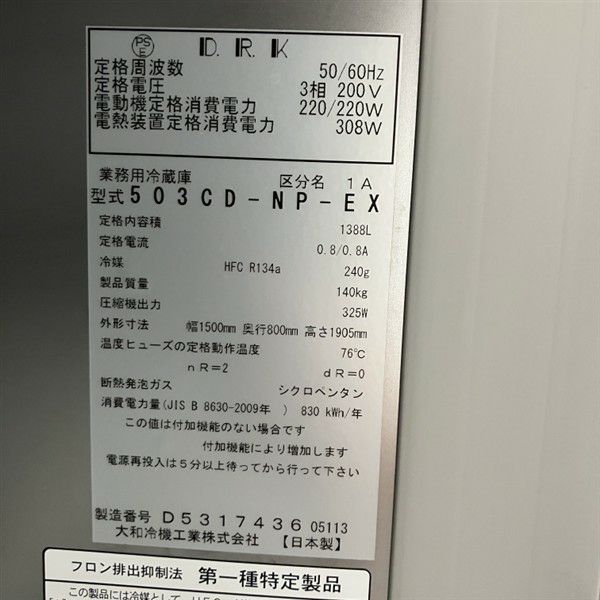 PS
E D.R.K
定格周波数 50/60Hz
定格電圧 3相 200V
電動機定格消費電力 220/220W
電熱装置定格消費電力 308W
業務用冷蔵庫 区分名 1A
型式 503CD-NP-EX
定格内容積 1388L
定格電流 0.8/0.8A
冷媒 HFC R134a 240g
製品質量 140kg
圧縮機出力 325W
外形寸法 幅1500mm 奥行800mm 高さ1905mm
温度ヒューズの定格動作温度 76℃
nR=2 dR=0
断熱発泡ガス シクロペンタン
消費電力量(JIS B 8630-2009年 ) 830 kWh/年
この値は付加機能のない場合です
付加機能により増加します
電源再投入は5分以上待ってから行って下さい
製造番号 D5317436 05113
大和冷機工業株式会社 【日本製】
フロン排出抑制法 第一種特定製品
この製品には冷媒として